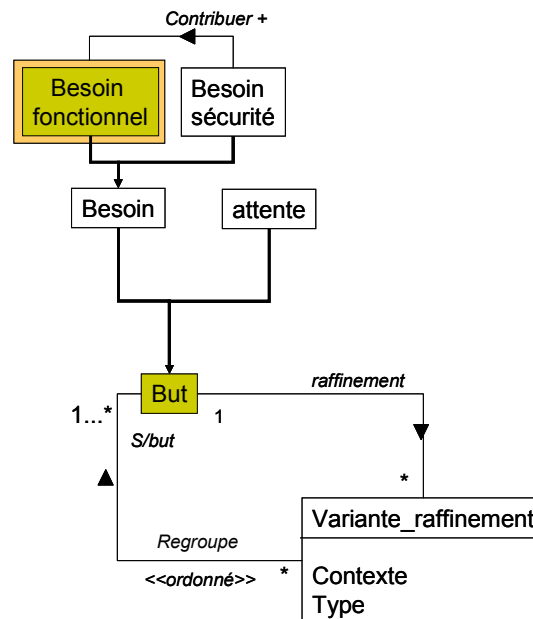 Contribuer +
Besoin
fonctionnel
Besoin
sécurité
Besoin
attente
But
raffinement
1...*
1
S/but
*
Variante_raffinement
Regroupe
<<ordonné>>
*
Contexte
Type